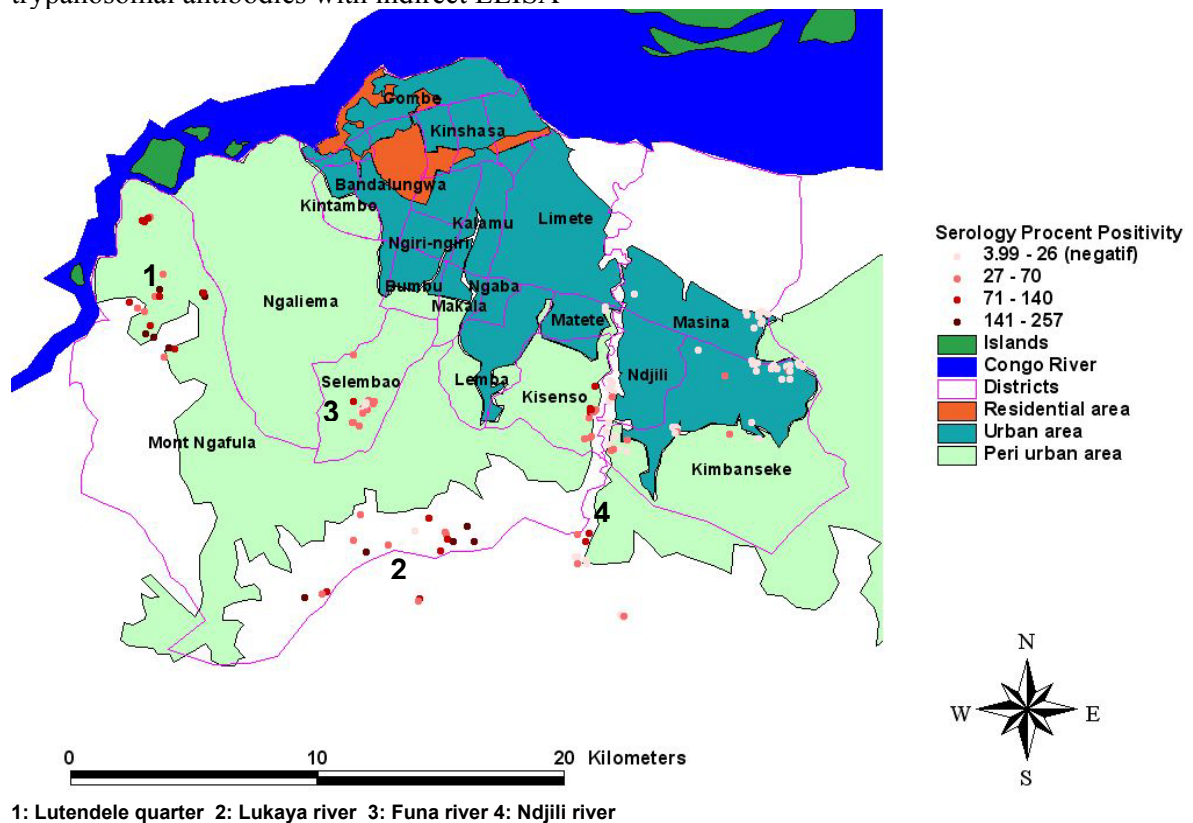 trypanosomal antibodies with indirect ELISA
Gombe
Kinshasa
Bandalungwa
Kintambo
Kalamu
Limete
Ngiri-ngiri
1
Ngaliema
Bumbu
Ngaba
Makala
Matete
Masina
Selembao
Lemba
Ndjili
3
Kisenso
Mont Ngafula
Kimbanseke
4
2
Serology Procent Positivity
3.99 - 26 (negatif)
27 - 70
71 - 140
141 - 257
Islands
Congo River
Districts
Residential area
Urban area
Peri urban area
N
W
E
S
0 10 20 Kilometers
1: Lutendele quarter 2: Lukaya river 3: Funa river 4: Ndjili river